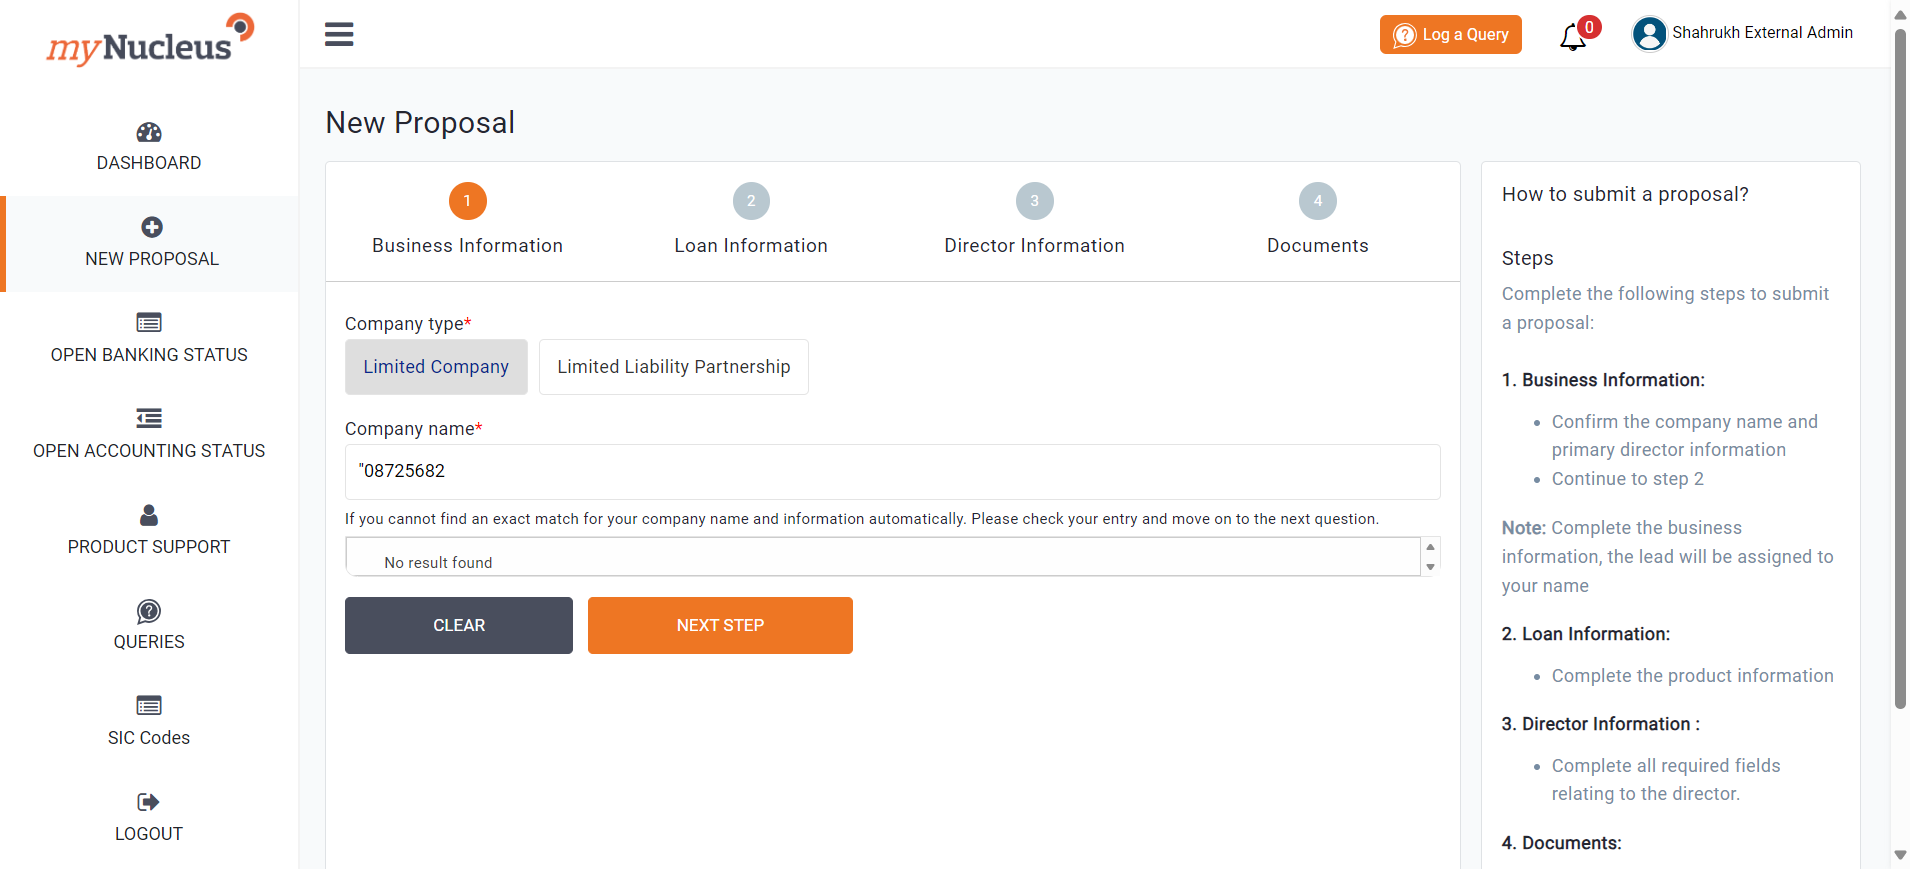 myNucleus
Log a Query
0
Shahrukh External Admin
DASHBOARD
NEW PROPOSAL
OPEN BANKING STATUS
OPEN ACCOUNTING STATUS
PRODUCT SUPPORT
QUERIES
SIC Codes
LOGOUT
New Proposal
1
Business Information
2
Loan Information
3
Director Information
4
Documents
Company type*
Limited Company
Limited Liability Partnership
Company name*
"08725682
If you cannot find an exact match for your company name and information automatically. Please check your entry and move on to the next question.
No result found
CLEAR
NEXT STEP
How to submit a proposal?
Steps
Complete the following steps to submit
a proposal:
1. Business Information:
• Confirm the company name and
primary director information
• Continue to step 2
Note: Complete the business
information, the lead will be assigned to
your name
2. Loan Information:
• Complete the product information
3. Director Information :
• Complete all required fields
relating to the director.
4. Documents: